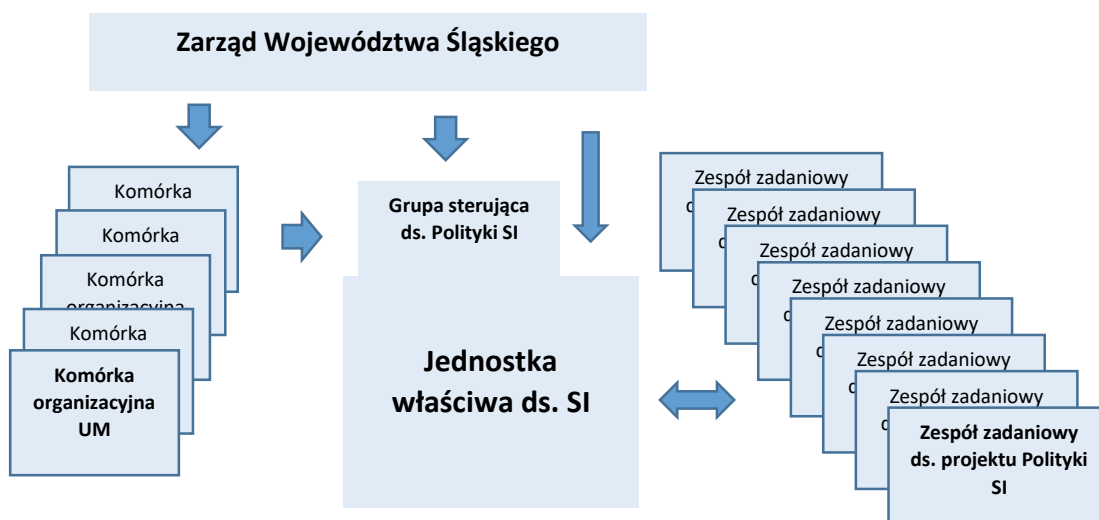 Zarząd Województwa Śląskiego
Komórka
Komórka
Komórka
organizacyjna
Komórka
Komórka
organizacyjna
UM
Grupa sterująca
ds. Polityki SI
Jednostka
właściwa ds. SI
Zespół zadaniowy
Zespół zadaniowy
Zespół zadaniowy
Zespół zadaniowy
Zespół zadaniowy
Zespół zadaniowy
Zespół zadaniowy
Zespół zadaniowy
ds. projektu Polityki
SI